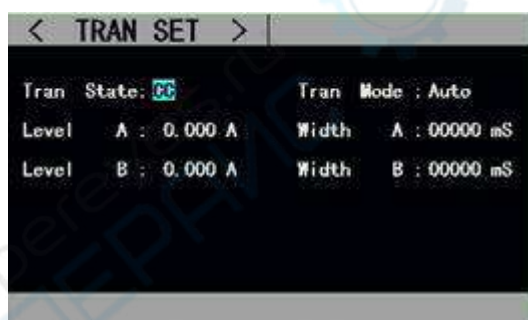 < TRAN SET >
Tran State: CC Tran Mode : Auto
Level A : 0.000 A Width A : 00000 mS
Level B : 0.000 A Width B : 00000 mS